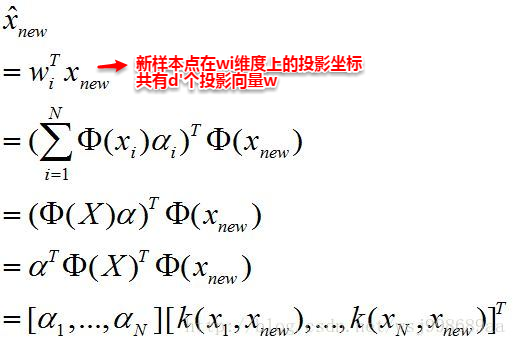 x̂_new
= w_i^T x_new → 新样本点在wi维度上的投影坐标
共有d'个投影向量w
= (∑_{i=1}^{N} Φ(x_i)α_i)^T Φ(x_new)
= (Φ(X)α)^T Φ(x_new)
= α^T Φ(X)^T Φ(x_new)
= [α_1,...,α_N][k(x_1,x_new),...,k(x_N,x_new)]^T